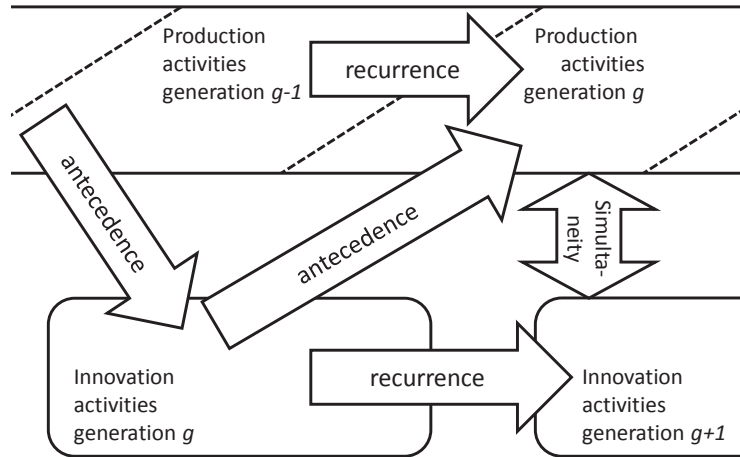 Production
activities
generation g-1
recurrence
Production
activities
generation g
antecedence
antecedence
Simulta-
neity
Innovation
activities
generation g
recurrence
Innovation
activities
generation g+1